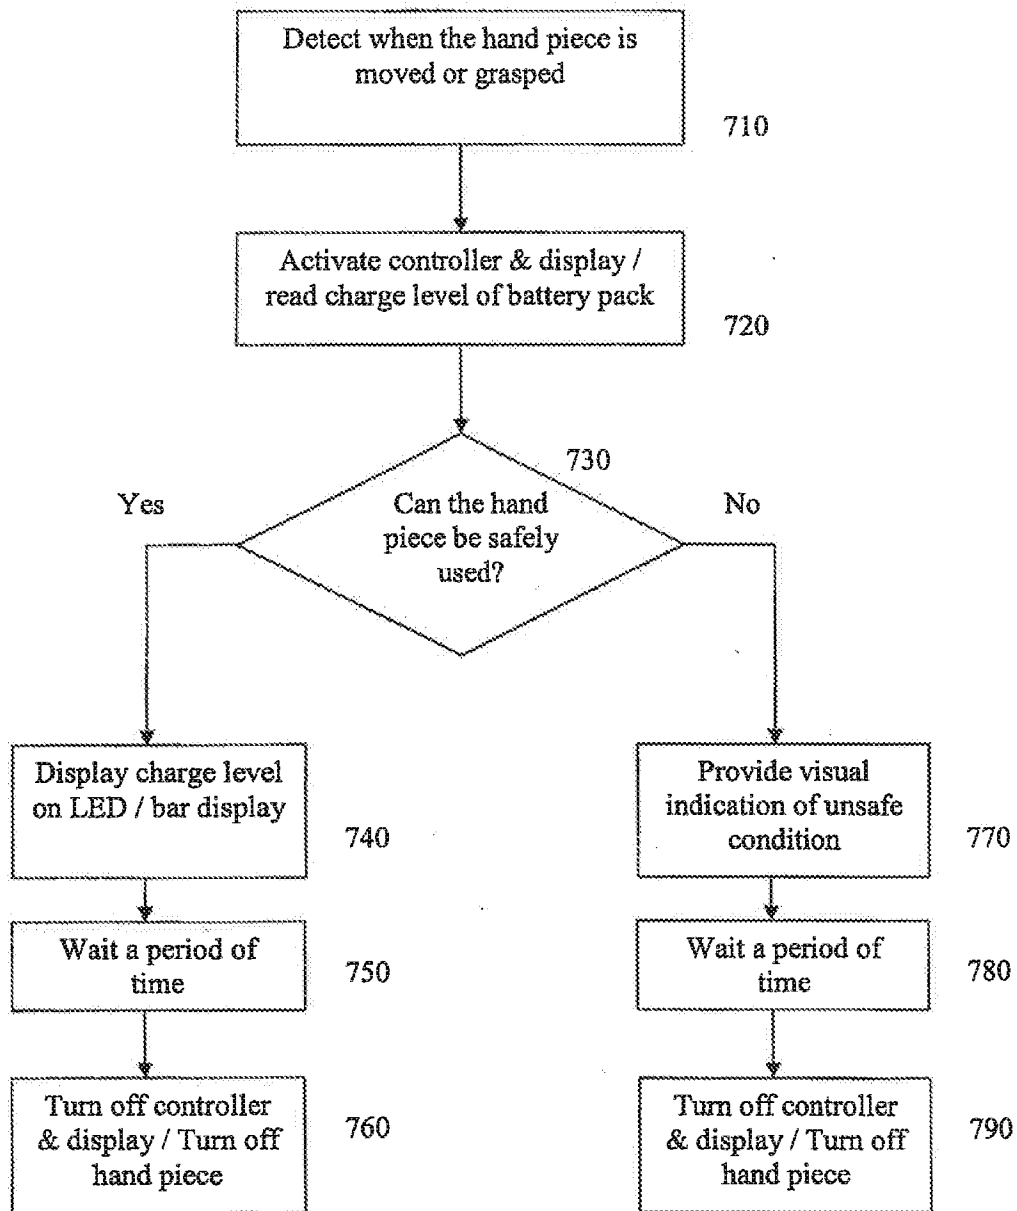 Detect when the hand piece is
moved or grasped
710
Activate controller & display /
read charge level of battery pack
720
730
Yes
No
Can the hand
piece be safely
used?
Display charge level
on LED / bar display
740
Provide visual
indication of unsafe
condition
770
Wait a period of
time
750
Wait a period of
time
780
Turn off controller
& display / Turn off
hand piece
760
Turn off controller
& display / Turn off
hand piece
790